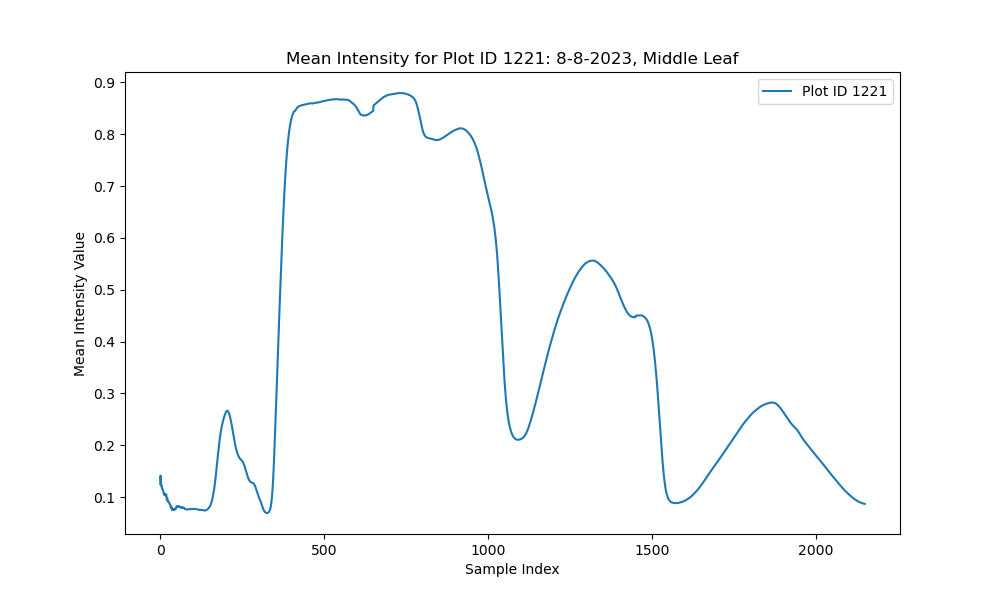 Mean Intensity for Plot ID 1221: 8-8-2023, Middle Leaf
Plot ID 1221
Mean Intensity Value
0.9
0.8
0.7
0.6
0.5
0.4
0.3
0.2
0.1
0 500 1000 1500 2000
Sample Index